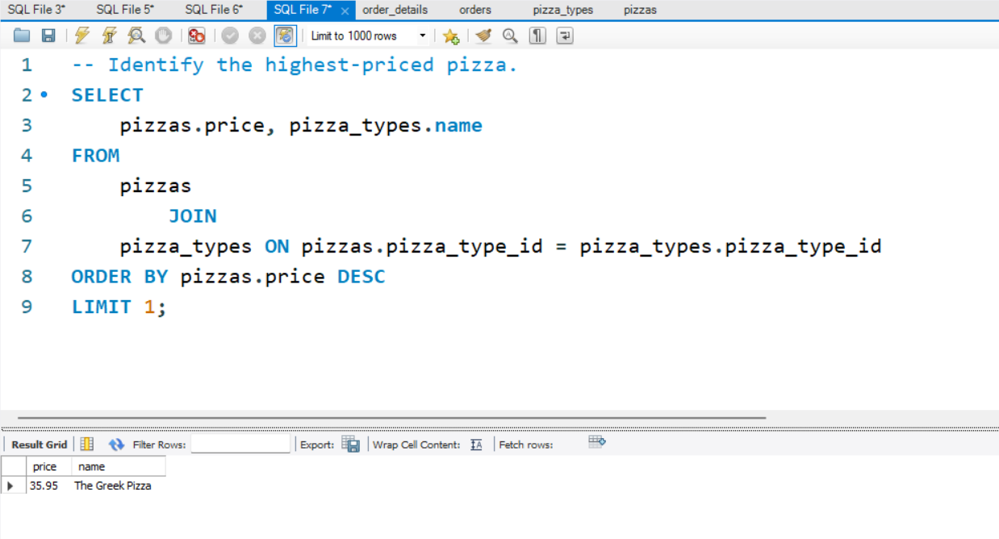 SQL File 3* SQL File 5* SQL File 6* SQL File 7* order_details orders pizza_types pizzas
Limit to 1000 rows
1 -- Identify the highest-priced pizza.
2 SELECT
3 pizzas.price, pizza_types.name
4 FROM
5 pizzas
6 JOIN
7 pizza_types ON pizzas.pizza_type_id = pizza_types.pizza_type_id
8 ORDER BY pizzas.price DESC
9 LIMIT 1;
Result Grid Filter Rows: Export: Wrap Cell Content: IA Fetch rows:
price name
35.95 The Greek Pizza